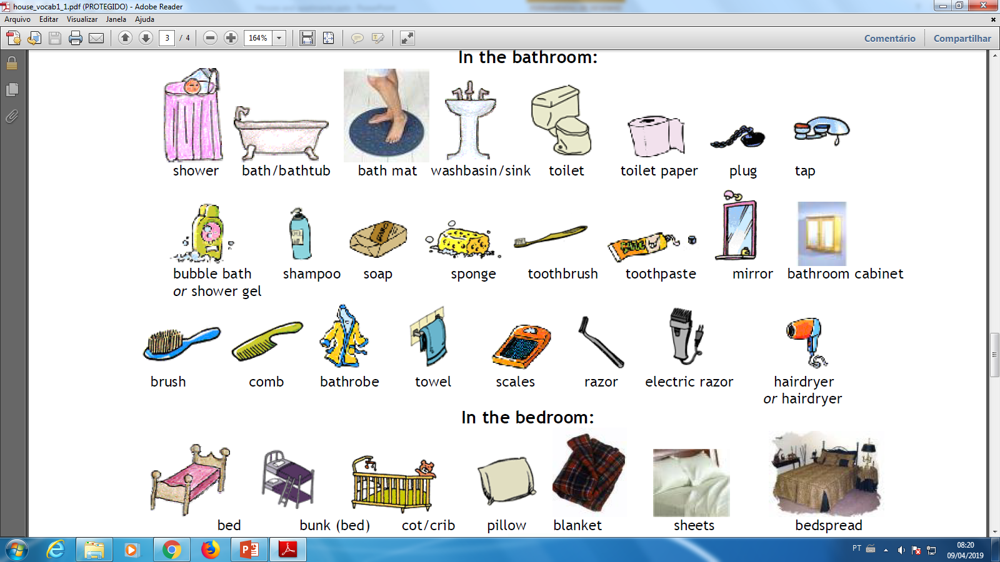 house_vocab1_1.pdf (PROTEGIDO) - Adobe Reader
Arquivo Editar Visualizar Janela Ajuda
3 / 4 164% Comentário Compartilhar
In the bathroom:
shower bath/bathtub bath mat washbasin/sink toilet toilet paper plug tap
bubble bath shampoo soap sponge toothbrush toothpaste mirror bathroom cabinet
or shower gel
brush comb bathrobe towel scales razor electric razor hairdryer
or hairdryer
In the bedroom:
bed bunk (bed) cot/crib pillow blanket sheets bedspread
PT 08:20
09/04/2019